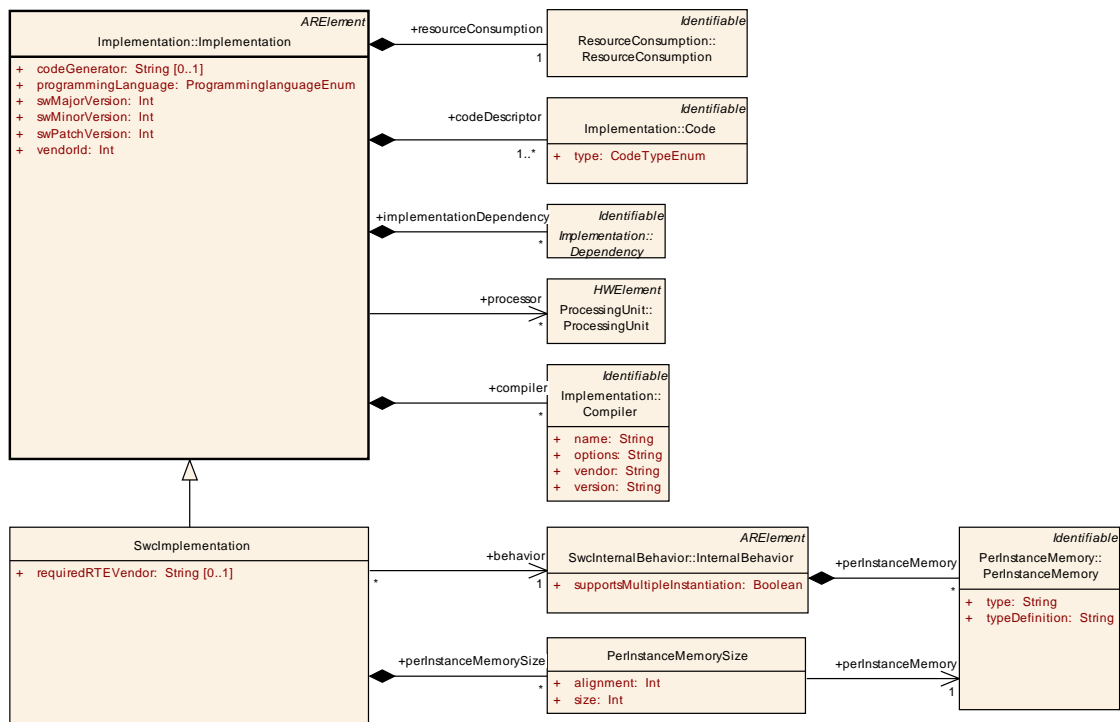 ARElement
Implementation::Implementation
+ codeGenerator: String [0..1]
+ programmingLanguage: ProgramminglanguageEnum
+ swMajorVersion: Int
+ swMinorVersion: Int
+ swPatchVersion: Int
+ vendorId: Int
+resourceConsumption
1
Identifiable
ResourceConsumption::
ResourceConsumption
+codeDescriptor
1..*
Identifiable
Implementation::Code
+ type: CodeTypeEnum
+implementationDependency
*
Identifiable
Implementation::
Dependency
+processor
*
HWElement
ProcessingUnit::
ProcessingUnit
+compiler
*
Identifiable
Implementation::
Compiler
+ name: String
+ options: String
+ vendor: String
+ version: String
SwcImplementation
+ requiredRTEVendor: String [0..1]
+behavior
*
1
ARElement
SwcInternalBehavior::InternalBehavior
+ supportsMultipleInstantiation: Boolean
+perInstanceMemory
*
Identifiable
PerInstanceMemory::
PerInstanceMemory
+ type: String
+ typeDefinition: String
+perInstanceMemorySize
*
PerInstanceMemorySize
+ alignment: Int
+ size: Int
+perInstanceMemory
1